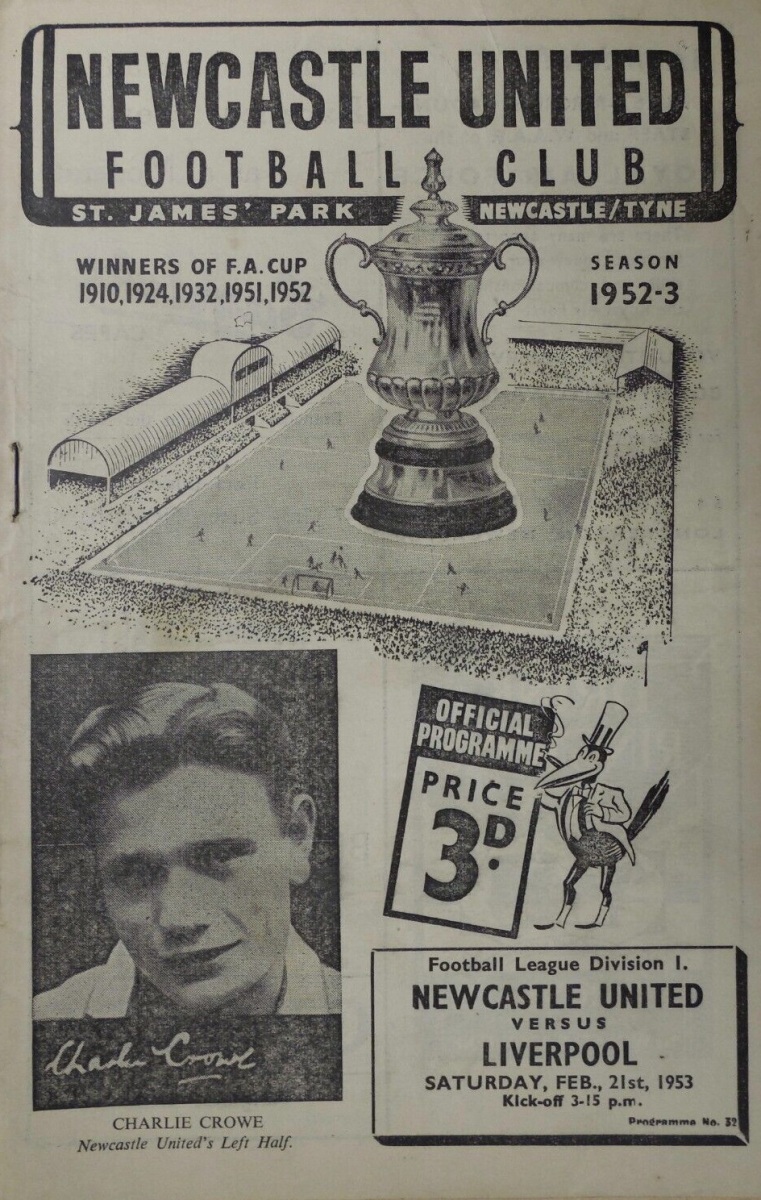 NEWCASTLE UNITED
FOOTBALL CLUB
ST. JAMES' PARK NEWCASTLE/TYNE
WINNERS OF F.A. CUP
1910, 1924, 1932, 1951, 1952
SEASON
1952-3
OFFICIAL
PROGRAMME
PRICE
3D.
Charlie Crowe
CHARLIE CROWE
Newcastle United's Left Half.
Football League Division 1.
NEWCASTLE UNITED
VERSUS
LIVERPOOL
SATURDAY, FEB., 21st, 1953
Kick-off 3-15 p.m.
Programme No. 32